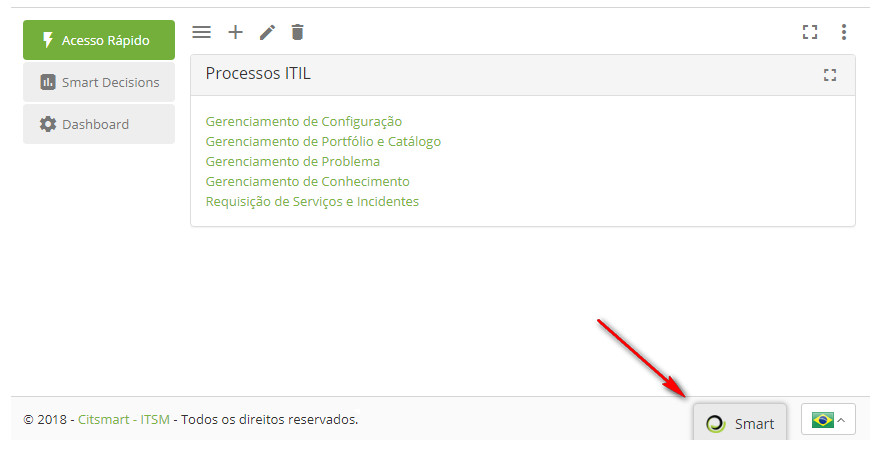 Acesso Rápido
Smart Decisions
Dashboard
Processos ITIL
Gerenciamento de Configuração
Gerenciamento de Portfólio e Catálogo
Gerenciamento de Problema
Gerenciamento de Conhecimento
Requisição de Serviços e Incidentes
© 2018 - Citsmart - ITSM - Todos os direitos reservados.
Smart